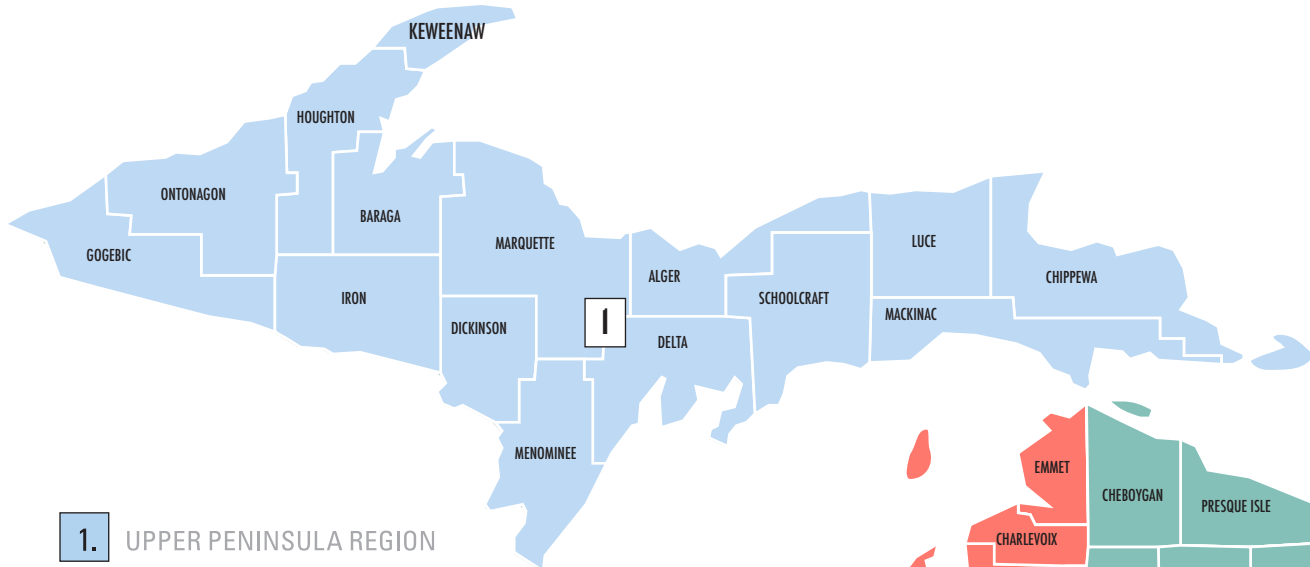 KEWEENAW
HOUGHTON
ONTONAGON
BARAGA
GOGEBIC
MARQUETTE
LUCE
ALGER
CHIPPEWA
IRON
SCHOOLCRAFT
MACKINAC
1
DICKINSON
DELTA
MENOMINEE
EMMET
CHEBOYGAN
PRESQUE ISLE
CHARLEVOIX
1. UPPER PENINSULA REGION